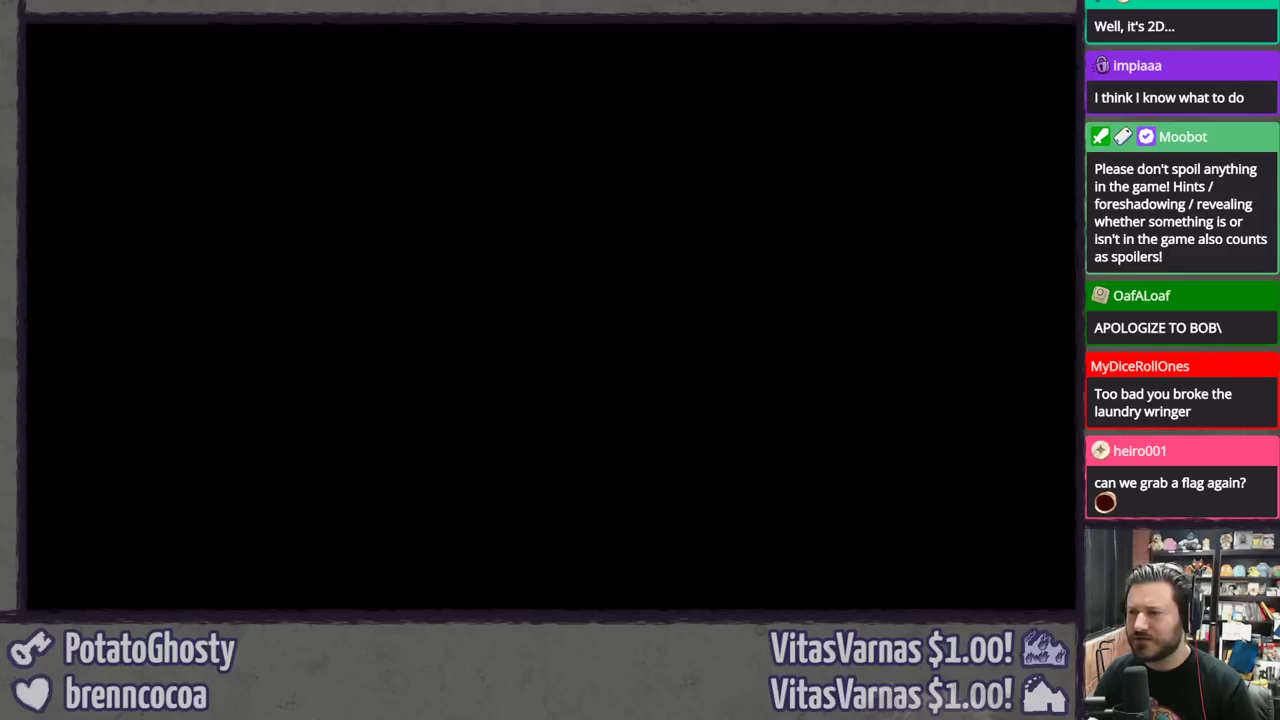 Well, it's 2D...
impiaaa
I think I know what to do
Moobot
Please don't spoil anything
in the game! Hints /
foreshadowing / revealing
whether something is or
isn't in the game also counts
as spoilers!
OafALoaf
APOLOGIZE TO BOB\
MyDiceRollOnes
Too bad you broke the
laundry wringer
heiro001
can we grab a flag again?
PotatoGhosty
brenncocoa
VitasVarnas $1.00!
VitasVarnas $1.00!